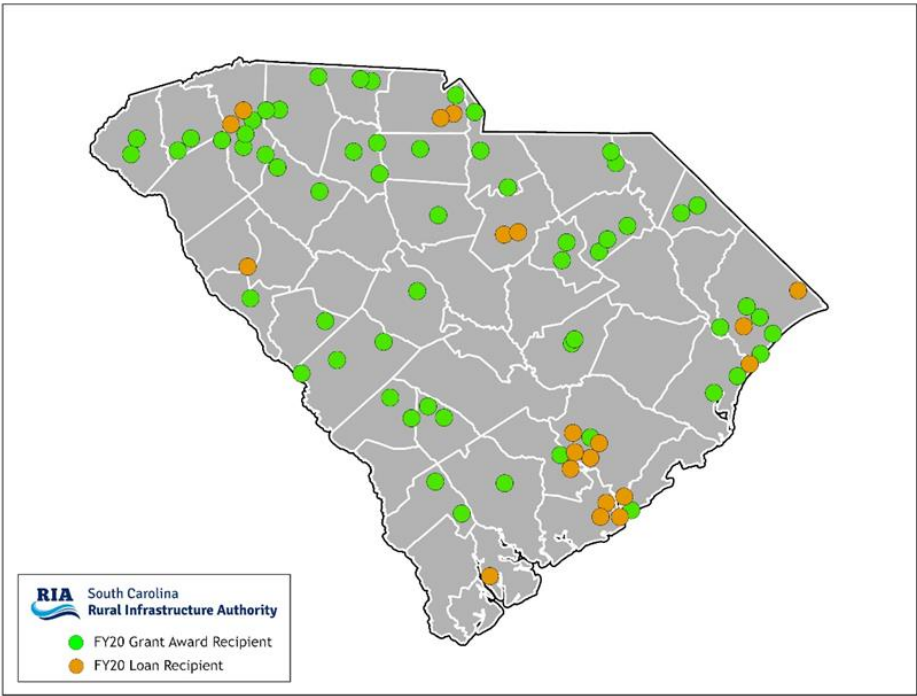 RIA South Carolina
Rural Infrastructure Authority
FY20 Grant Award Recipient
FY20 Loan Recipient